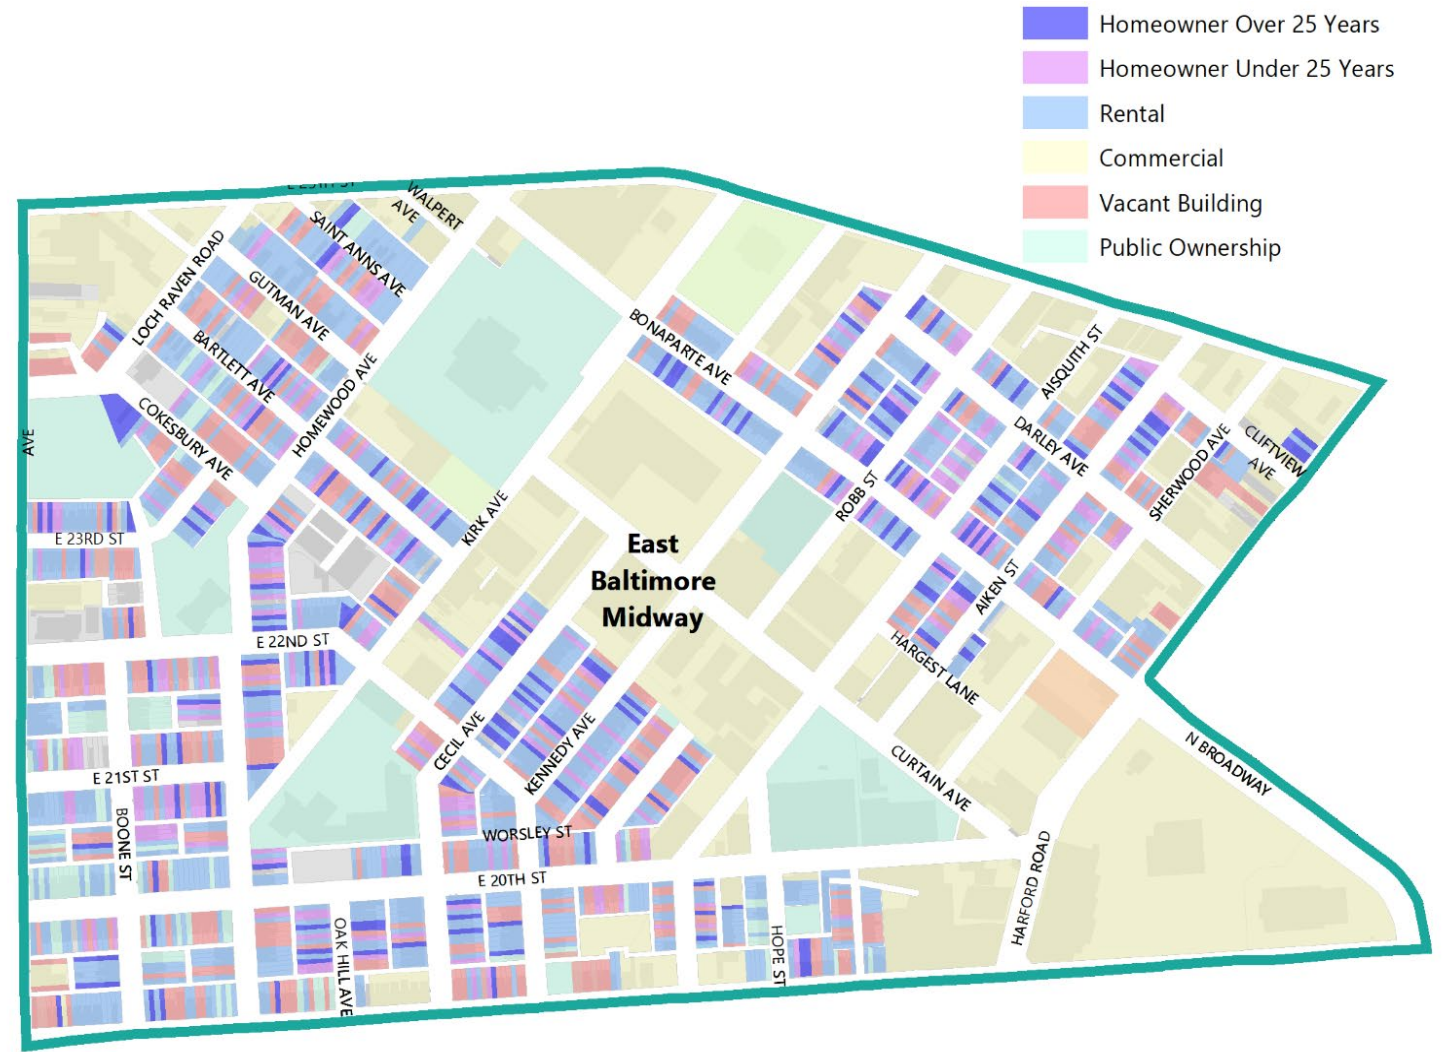 Homeowner Over 25 Years
Homeowner Under 25 Years
Rental
Commercial
Vacant Building
Public Ownership
WALPERT
AVE
SAINT ANNS AVE
LOCH RAVEN ROAD
GUTMAN AVE
BARTLETT AVE
HOMEWOOD AVE
COKESBURY AVE
AVE
BONAPARTE AVE
AISQUITH ST
DARLEY AVE
SHERWOOD AVE
CLIFTVIEW
AVE
KIRK AVE
ROBB ST
E 23RD ST
East
Baltimore
Midway
AIKEN ST
E 22ND ST
HARGEST LANE
CECIL AVE
KENNEDY AVE
CURTAIN AVE
N BROADWAY
E 21ST ST
BOONE ST
WORSLEY ST
E 20TH ST
HARFORD ROAD
OAK HILL AVE
HOPE ST